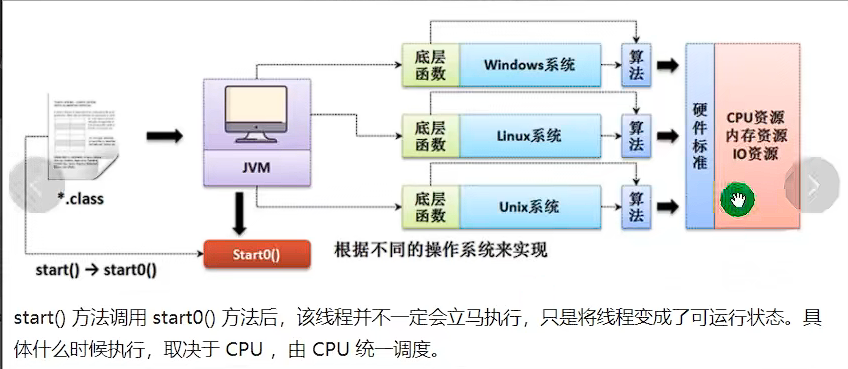 底层函数
Windows系统
算法
底层函数
Linux系统
算法
底层函数
Unix系统
算法
硬件标准
CPU资源
内存资源
IO资源
JVM
*.class
Start0()
start() → start0()
根据不同的操作系统来实现
start() 方法调用 start0() 方法后，该线程并不一定会立马执行，只是将线程变成了可运行状态。具
体什么时候执行，取决于 CPU ，由 CPU 统一调度。